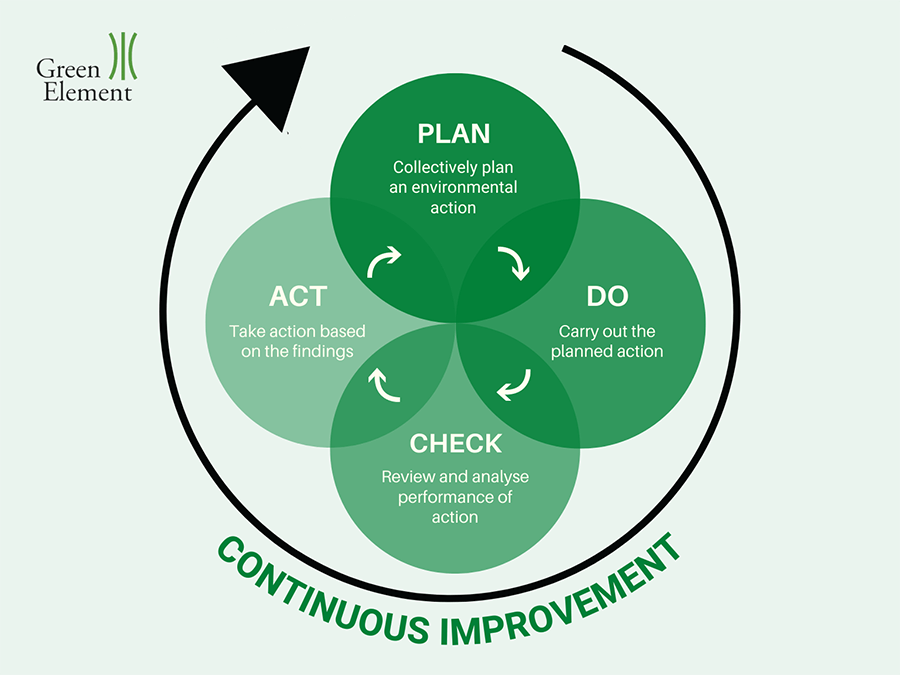 Green
Element
PLAN
Collectively plan
an environmental
action
ACT
Take action based
on the findings
DO
Carry out the
planned action
CHECK
Review and analyse
performance of
action
CONTINUOUS IMPROVEMENT